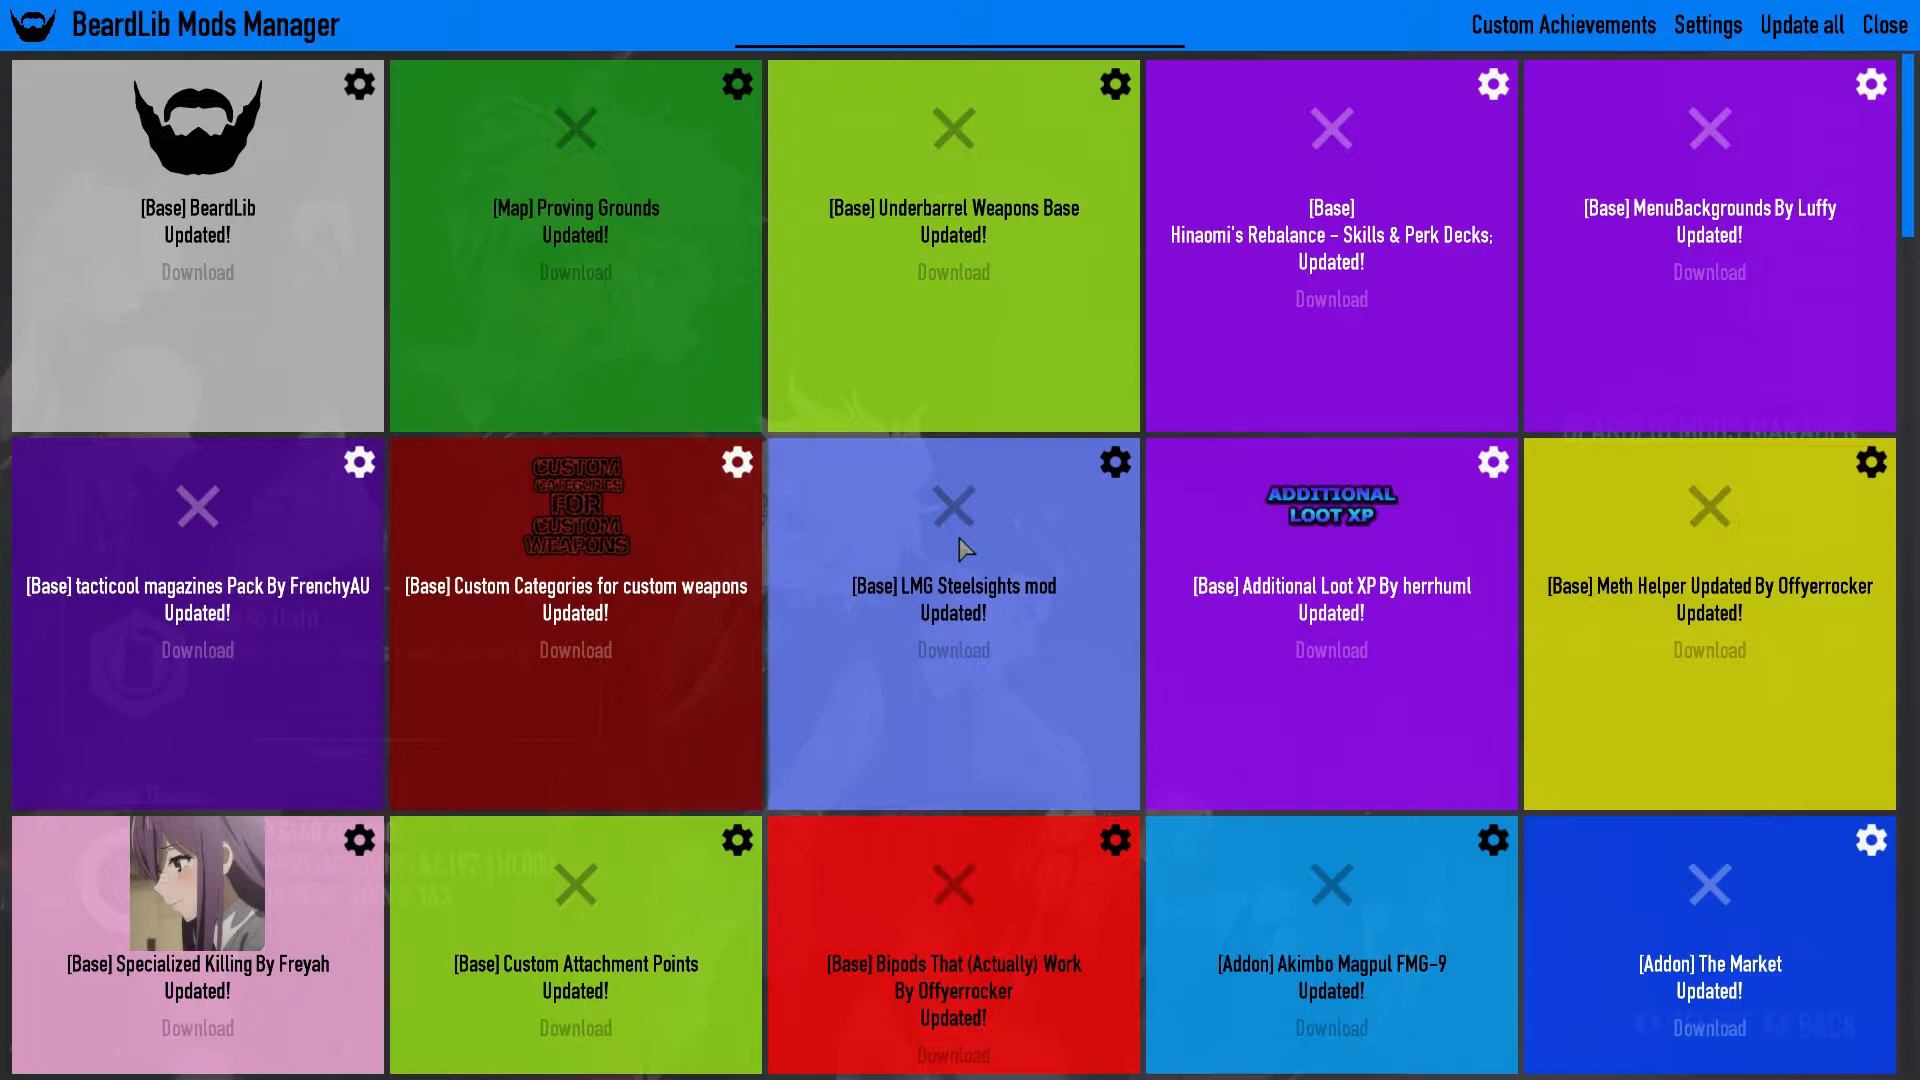 BeardLib Mods Manager
Custom Achievements
Settings
Update all
Close
[Base] BeardLib
Updated!
Download
[Map] Proving Grounds
Updated!
Download
[Base] Underbarrel Weapons Base
Updated!
Download
[Base]
Hinaomi's Rebalance - Skills & Perk Decks;
Updated!
Download
[Base] MenuBackgrounds By Luffy
Updated!
Download
[Base] tacticool magazines Pack By FrenchyAU
Updated!
Download
CUSTOM
CATEGORIES
FOR
CUSTOM
WEAPONS
[Base] Custom Categories for custom weapons
Updated!
Download
[Base] LMG Steelsights mod
Updated!
Download
ADDITIONAL
LOOT XP
[Base] Additional Loot XP By herrhuml
Updated!
Download
[Base] Meth Helper Updated By Offyerrocker
Updated!
Download
[Base] Specialized Killing By Freyah
Updated!
Download
[Base] Custom Attachment Points
Updated!
Download
[Base] Bipods That (Actually) Work
By Offyerrocker
Updated!
Download
[Addon] Akimbo Magpul FMG-9
Updated!
Download
[Addon] The Market
Updated!
Download
BACK